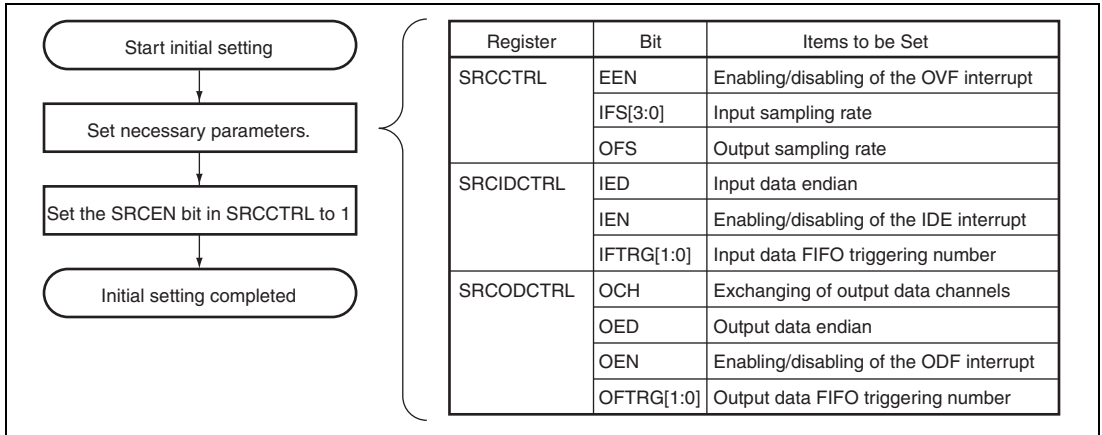 Start initial setting
Set necessary parameters.
Set the SRCEN bit in SRCCTRL to 1
Initial setting completed
Register Bit Items to be Set
SRCCTRL EEN Enabling/disabling of the OVF interrupt
IFS[3:0] Input sampling rate
OFS Output sampling rate
SRCIDCTRL IED Input data endian
IEN Enabling/disabling of the IDE interrupt
IFTRG[1:0] Input data FIFO triggering number
SRCODCTRL OCH Exchanging of output data channels
OED Output data endian
OEN Enabling/disabling of the ODF interrupt
OFTRG[1:0] Output data FIFO triggering number